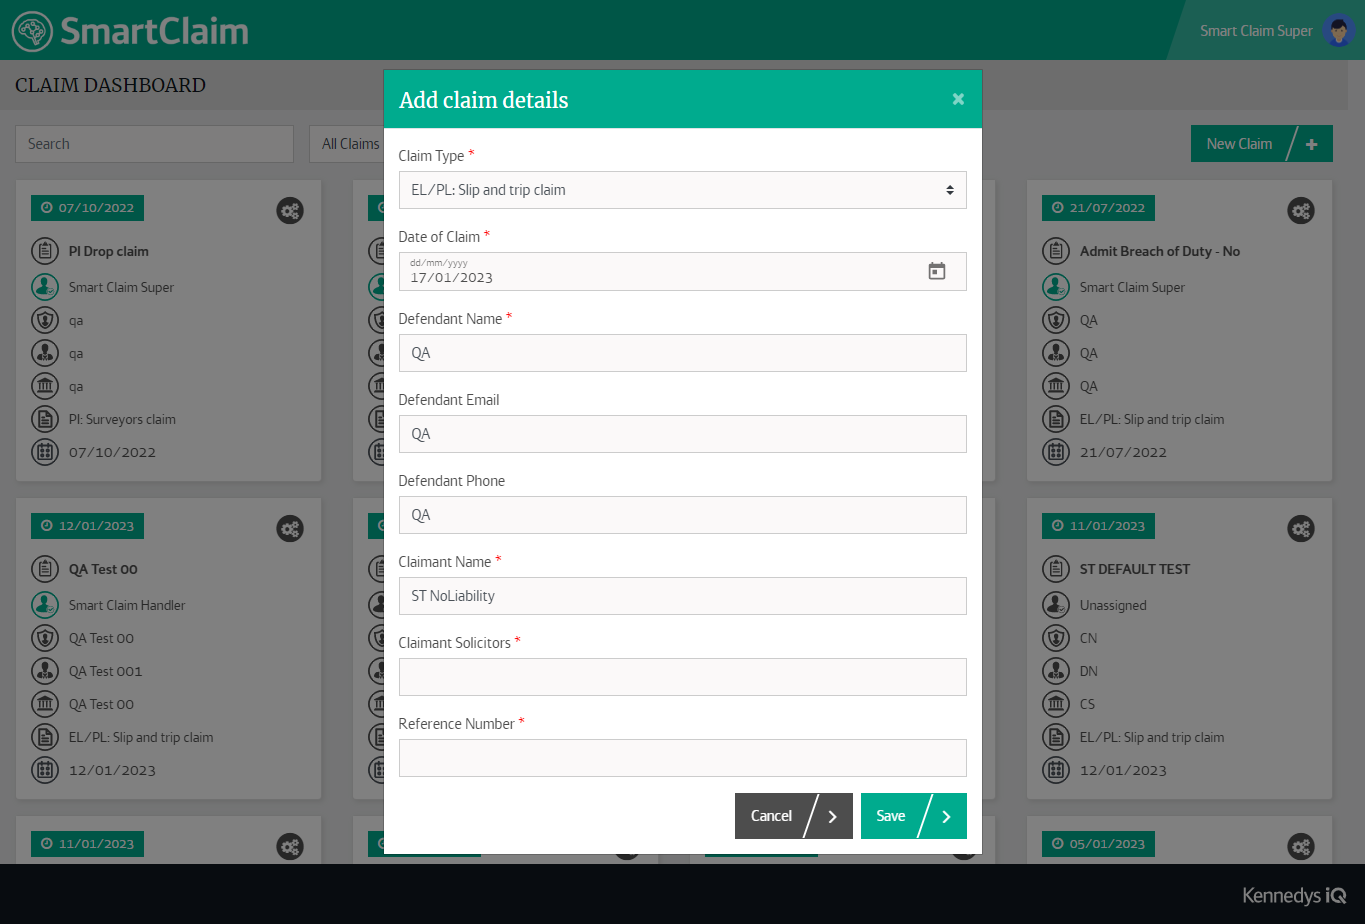 SmartClaim
Smart Claim Super
CLAIM DASHBOARD
Search
All Claims
New Claim
Add claim details
Claim Type *
EL/PL: Slip and trip claim
Date of Claim *
dd/mm/yyyy
17/01/2023
Defendant Name *
QA
Defendant Email
QA
Defendant Phone
QA
Claimant Name *
ST NoLiability
Claimant Solicitors *
Reference Number *
Cancel
Save
07/10/2022
PI Drop claim
Smart Claim Super
qa
qa
qa
PI: Surveyors claim
07/10/2022
21/07/2022
Admit Breach of Duty - No
Smart Claim Super
QA
QA
QA
EL/PL: Slip and trip claim
21/07/2022
12/01/2023
QA Test 00
Smart Claim Handler
QA Test 00
QA Test 001
QA Test 00
EL/PL: Slip and trip claim
12/01/2023
11/01/2023
ST DEFAULT TEST
Unassigned
CN
DN
CS
EL/PL: Slip and trip claim
12/01/2023
11/01/2023
05/01/2023
Kennedys iQ